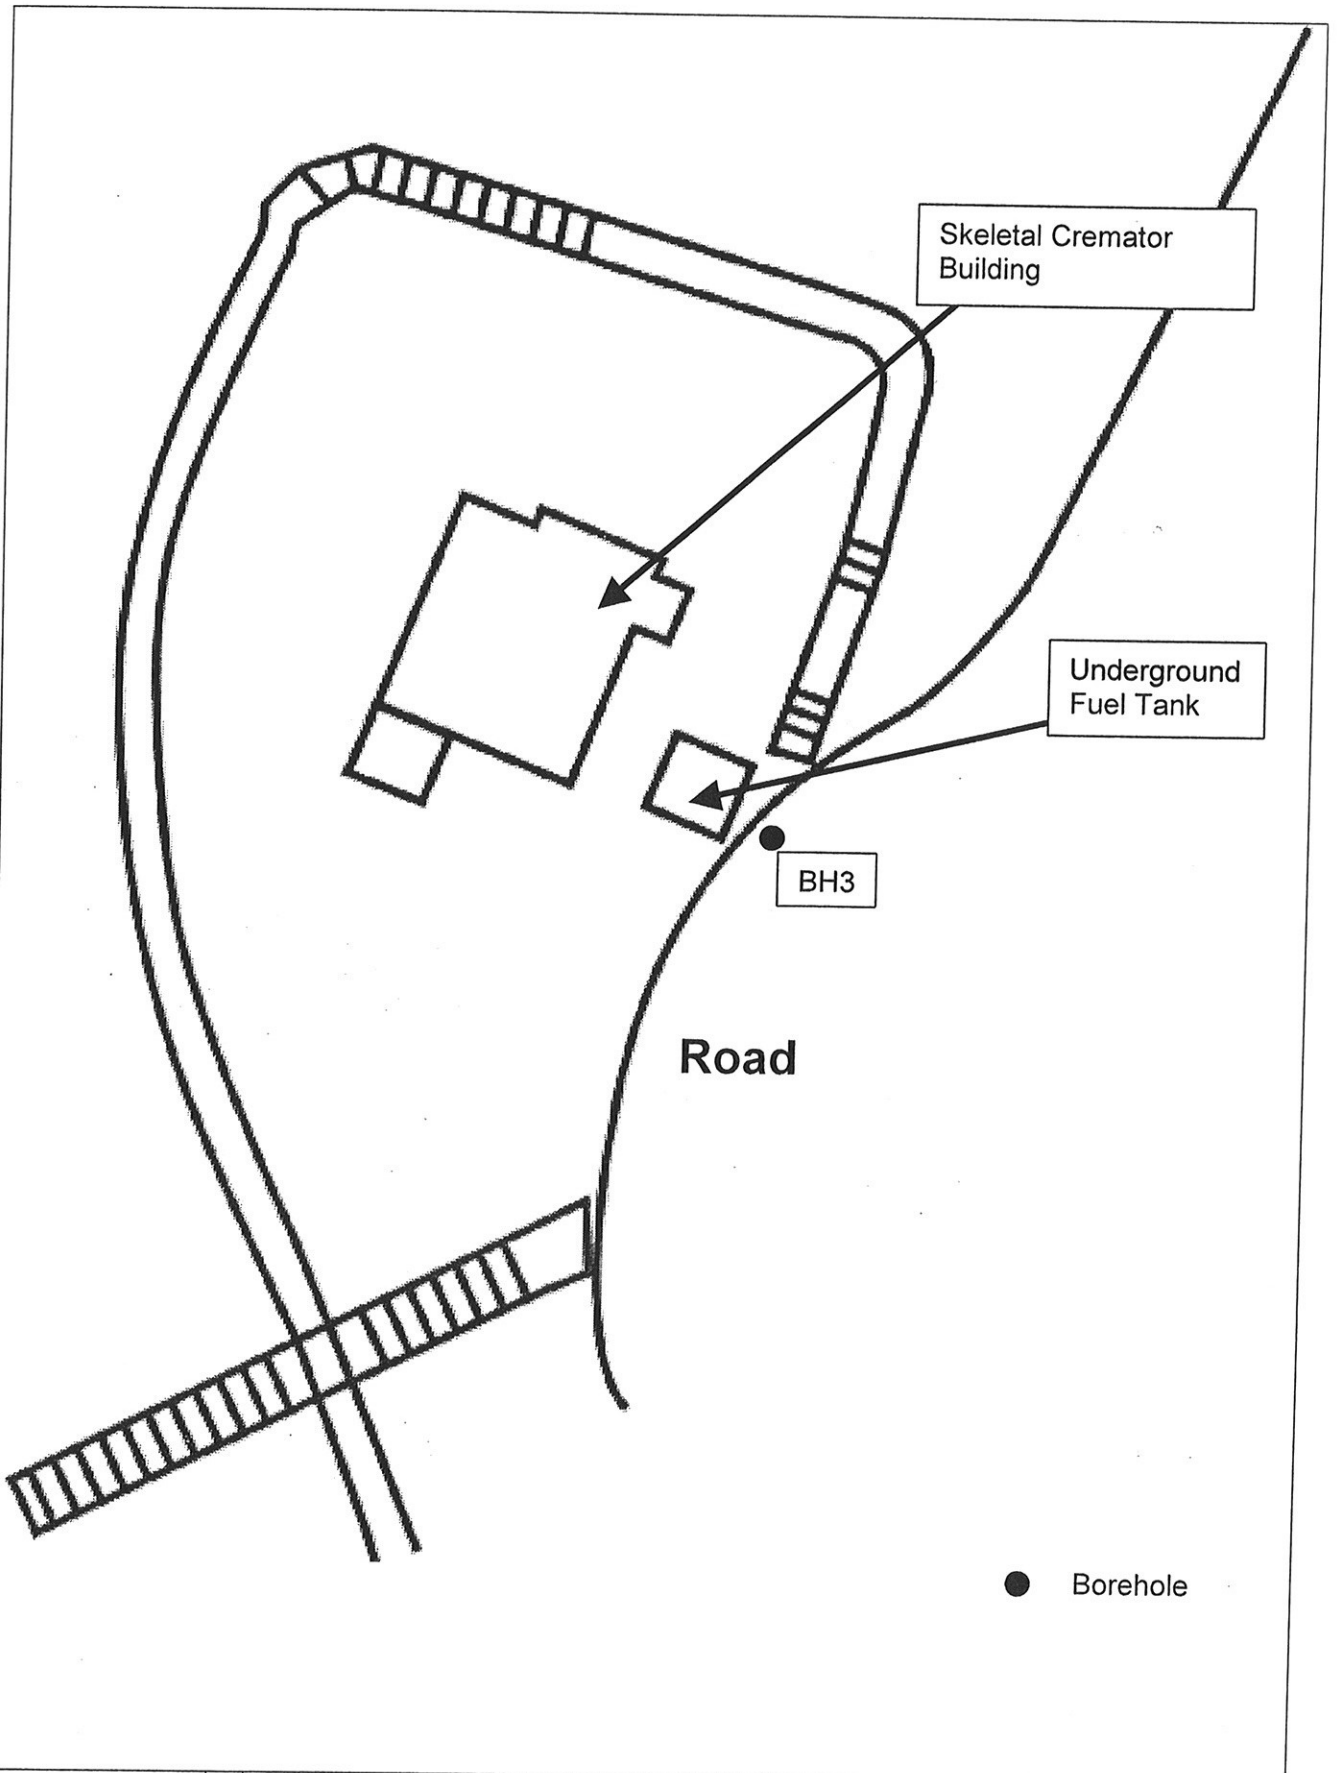 Skeletal Cremator
Building
Underground
Fuel Tank
BH3
Road
Borehole